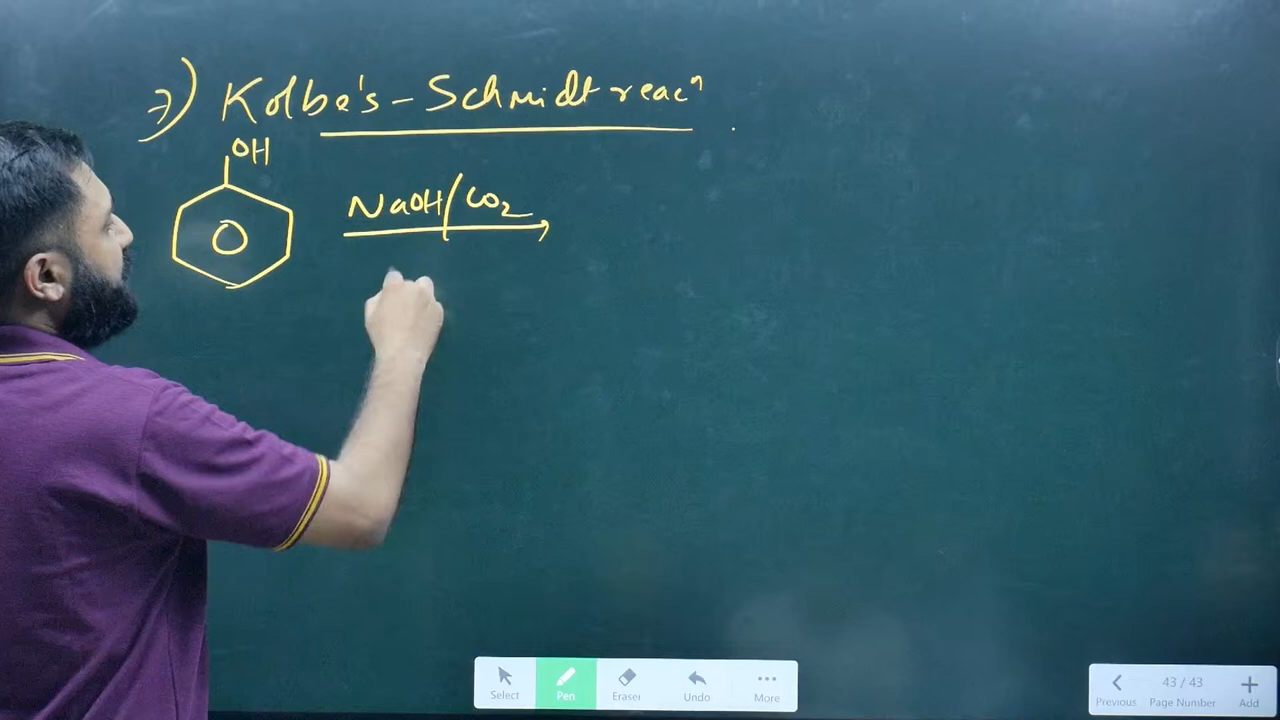 7) Kolbe's - Schmidt reacⁿ
OH
NaOH/CO₂
Select Pen Eraser Undo More
43 / 43
Previous Page Number Add